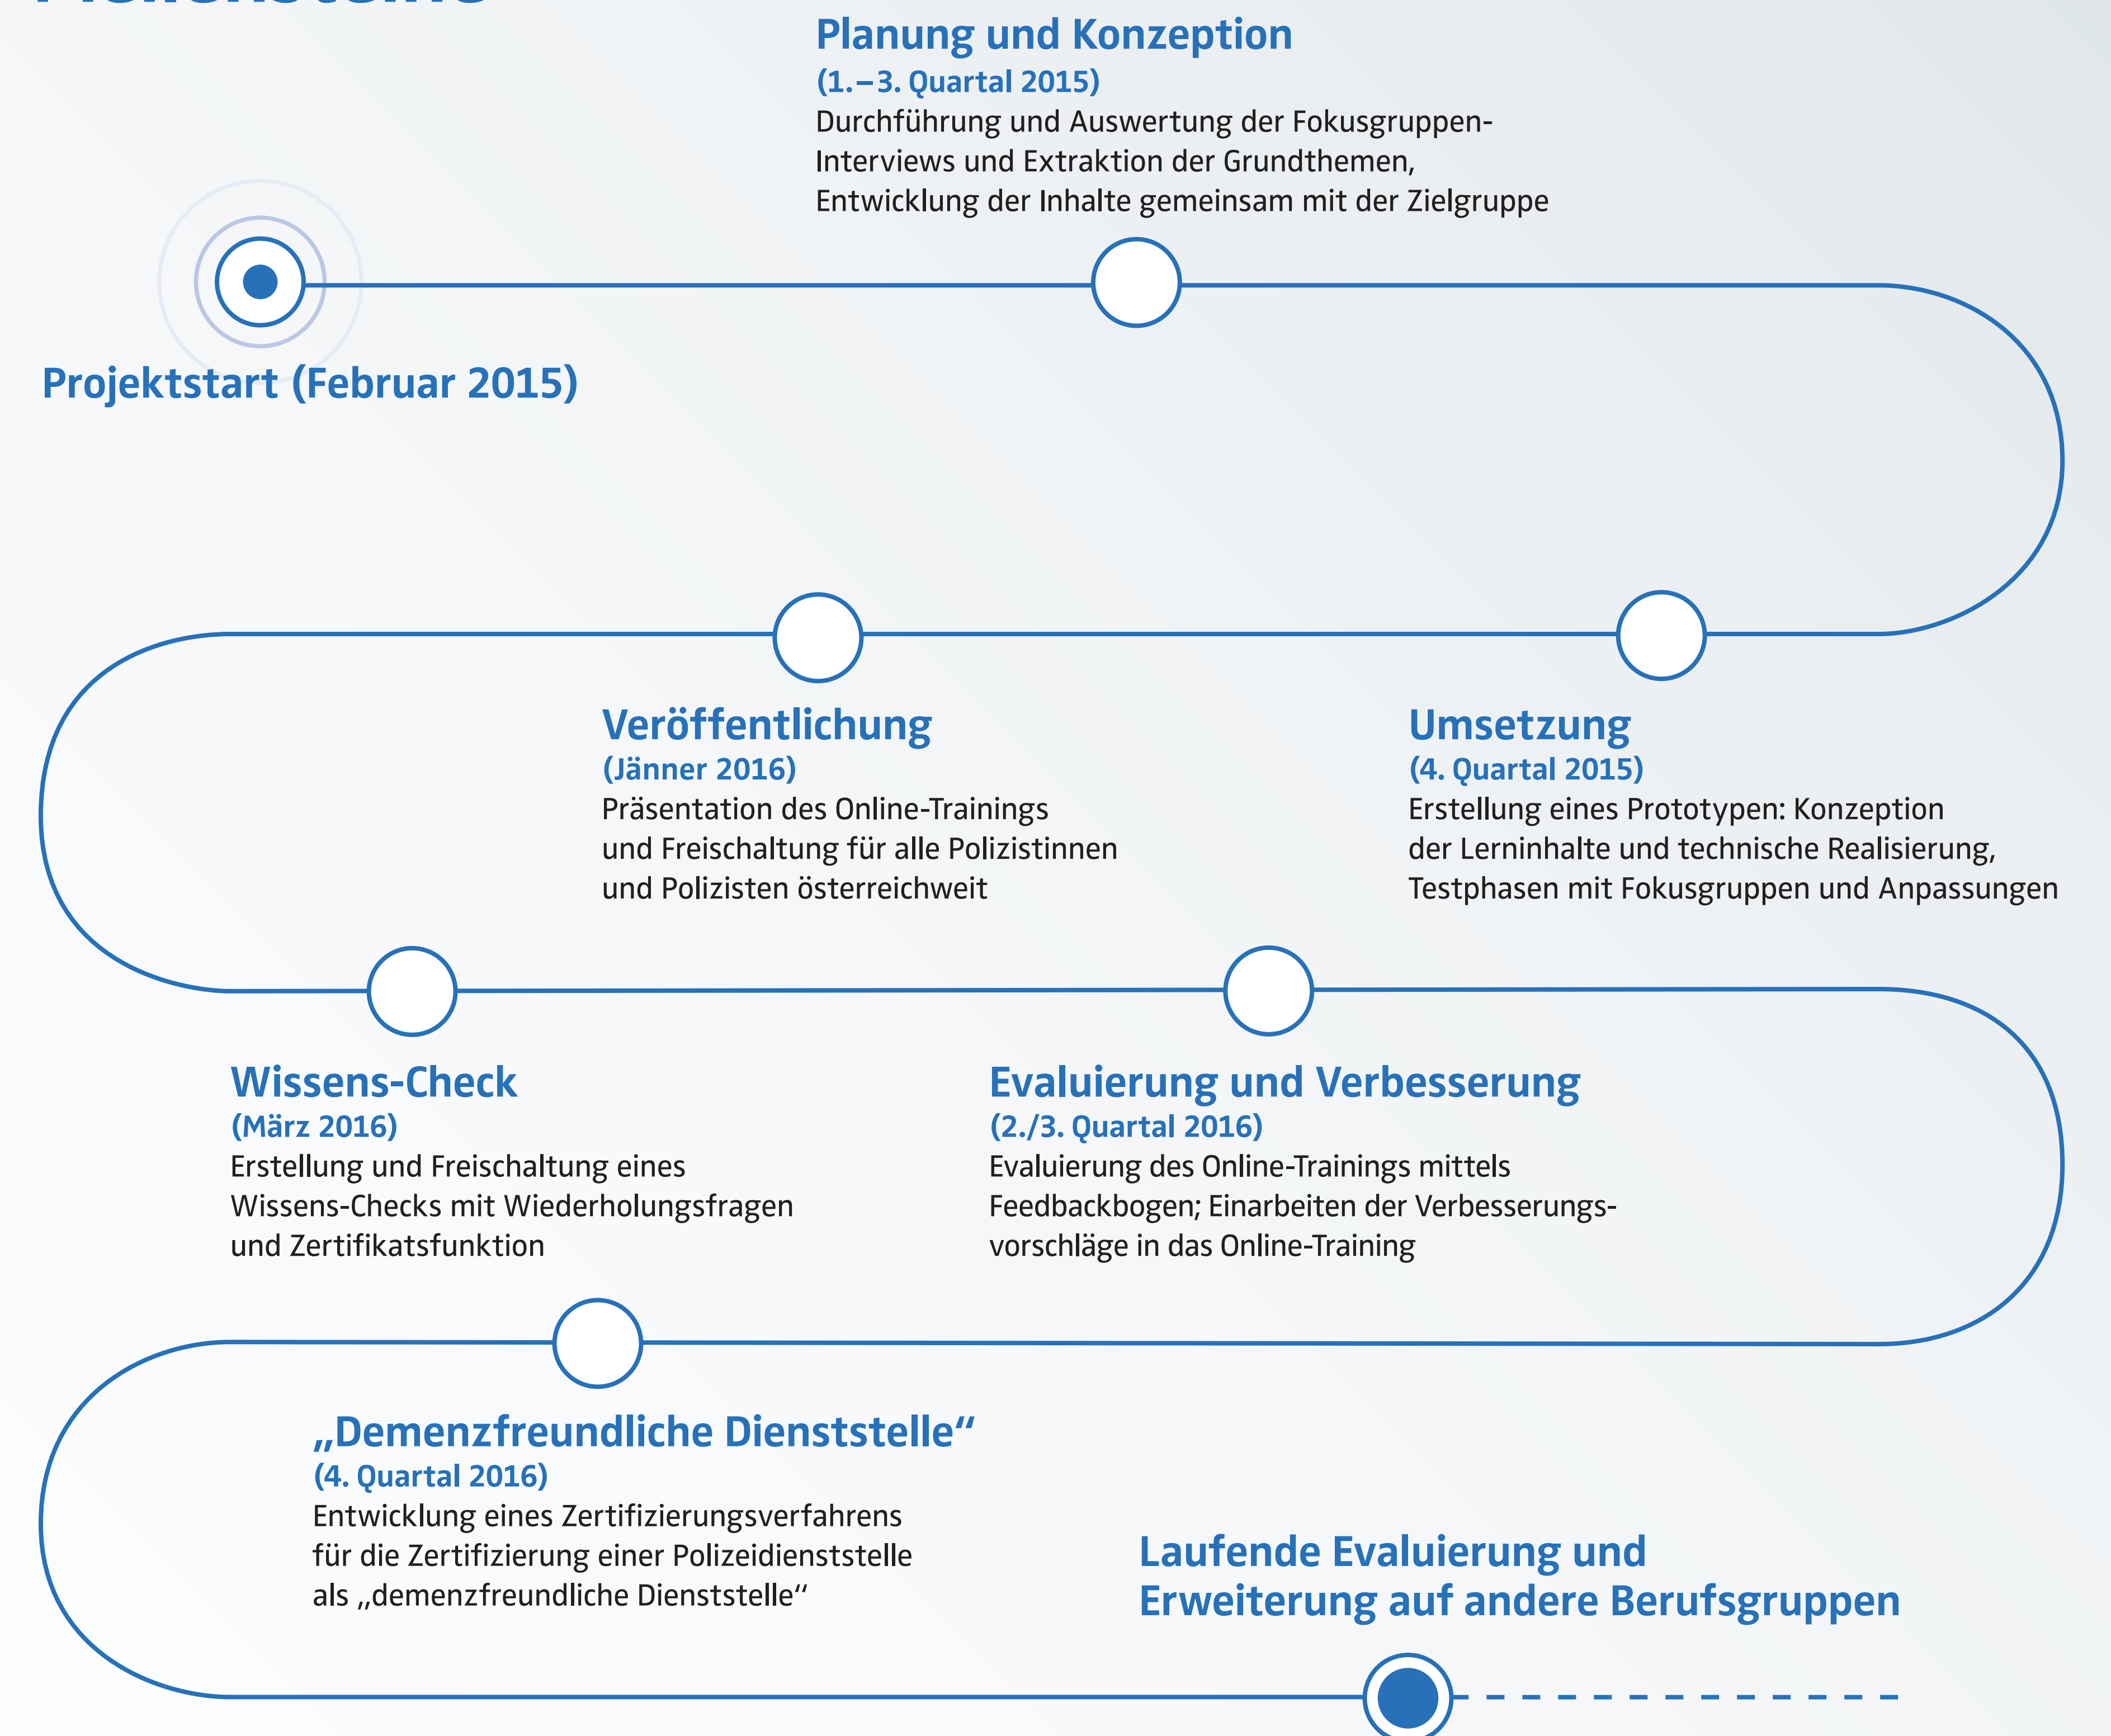 Planung und Konzeption
(1.–3. Quartal 2015)
Durchführung und Auswertung der Fokusgruppen-
Interviews und Extraktion der Grundthemen,
Entwicklung der Inhalte gemeinsam mit der Zielgruppe
Projektstart (Februar 2015)
Umsetzung
(4. Quartal 2015)
Erstellung eines Prototypen: Konzeption
der Lerninhalte und technische Realisierung,
Testphasen mit Fokusgruppen und Anpassungen
Veröffentlichung
(Jänner 2016)
Präsentation des Online-Trainings
und Freischaltung für alle Polizistinnen
und Polizisten österreichweit
Wissens-Check
(März 2016)
Erstellung und Freischaltung eines
Wissens-Checks mit Wiederholungsfragen
und Zertifikatsfunktion
Evaluierung und Verbesserung
(2./3. Quartal 2016)
Evaluierung des Online-Trainings mittels
Feedbackbogen; Einarbeiten der Verbesserungs-
vorschläge in das Online-Training
„Demenzfreundliche Dienststelle“
(4. Quartal 2016)
Entwicklung eines Zertifizierungsverfahrens
für die Zertifizierung einer Polizeidienststelle
als „demenzfreundliche Dienststelle“
Laufende Evaluierung und
Erweiterung auf andere Berufsgruppen